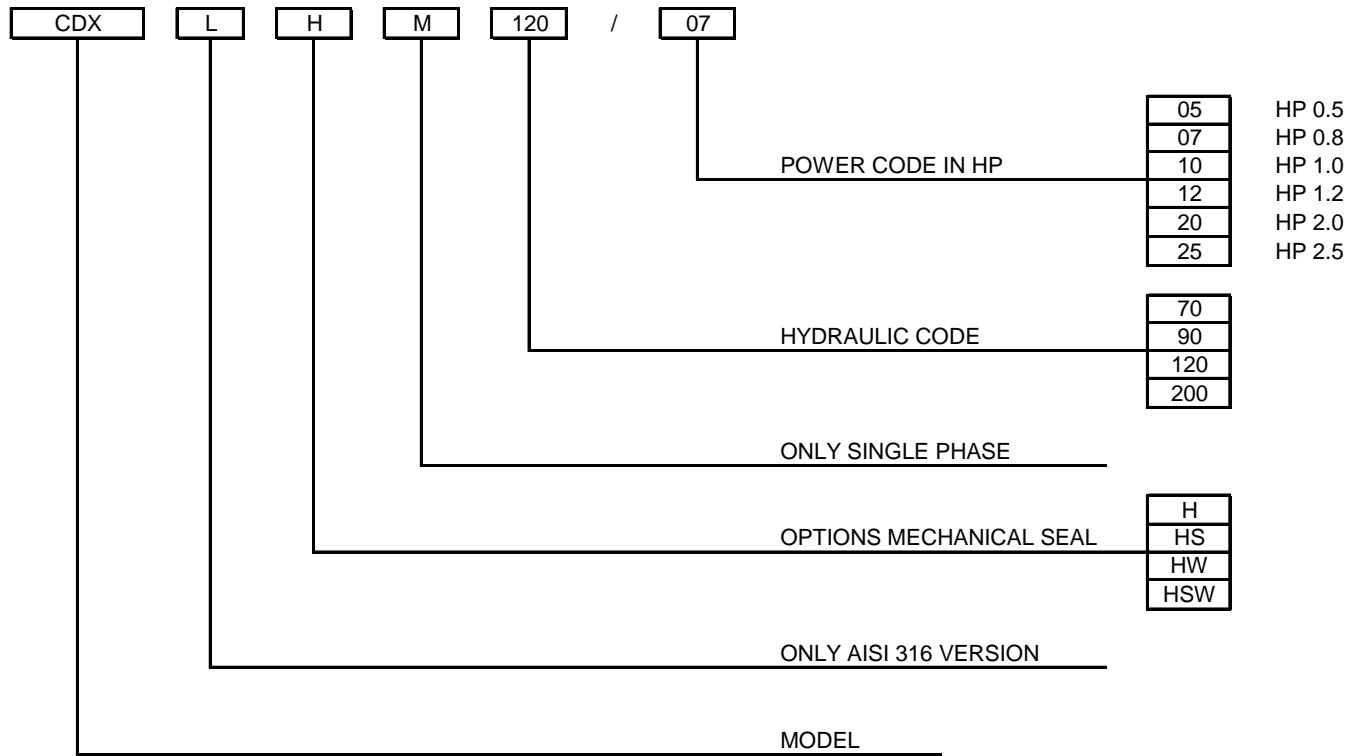 CDX L H M 120 / 07
05 HP 0.5
07 HP 0.8
POWER CODE IN HP 10 HP 1.0
12 HP 1.2
20 HP 2.0
25 HP 2.5
70
HYDRAULIC CODE 90
120
200
ONLY SINGLE PHASE
H
OPTIONS MECHANICAL SEAL HS
HW
HSW
ONLY AISI 316 VERSION
MODEL